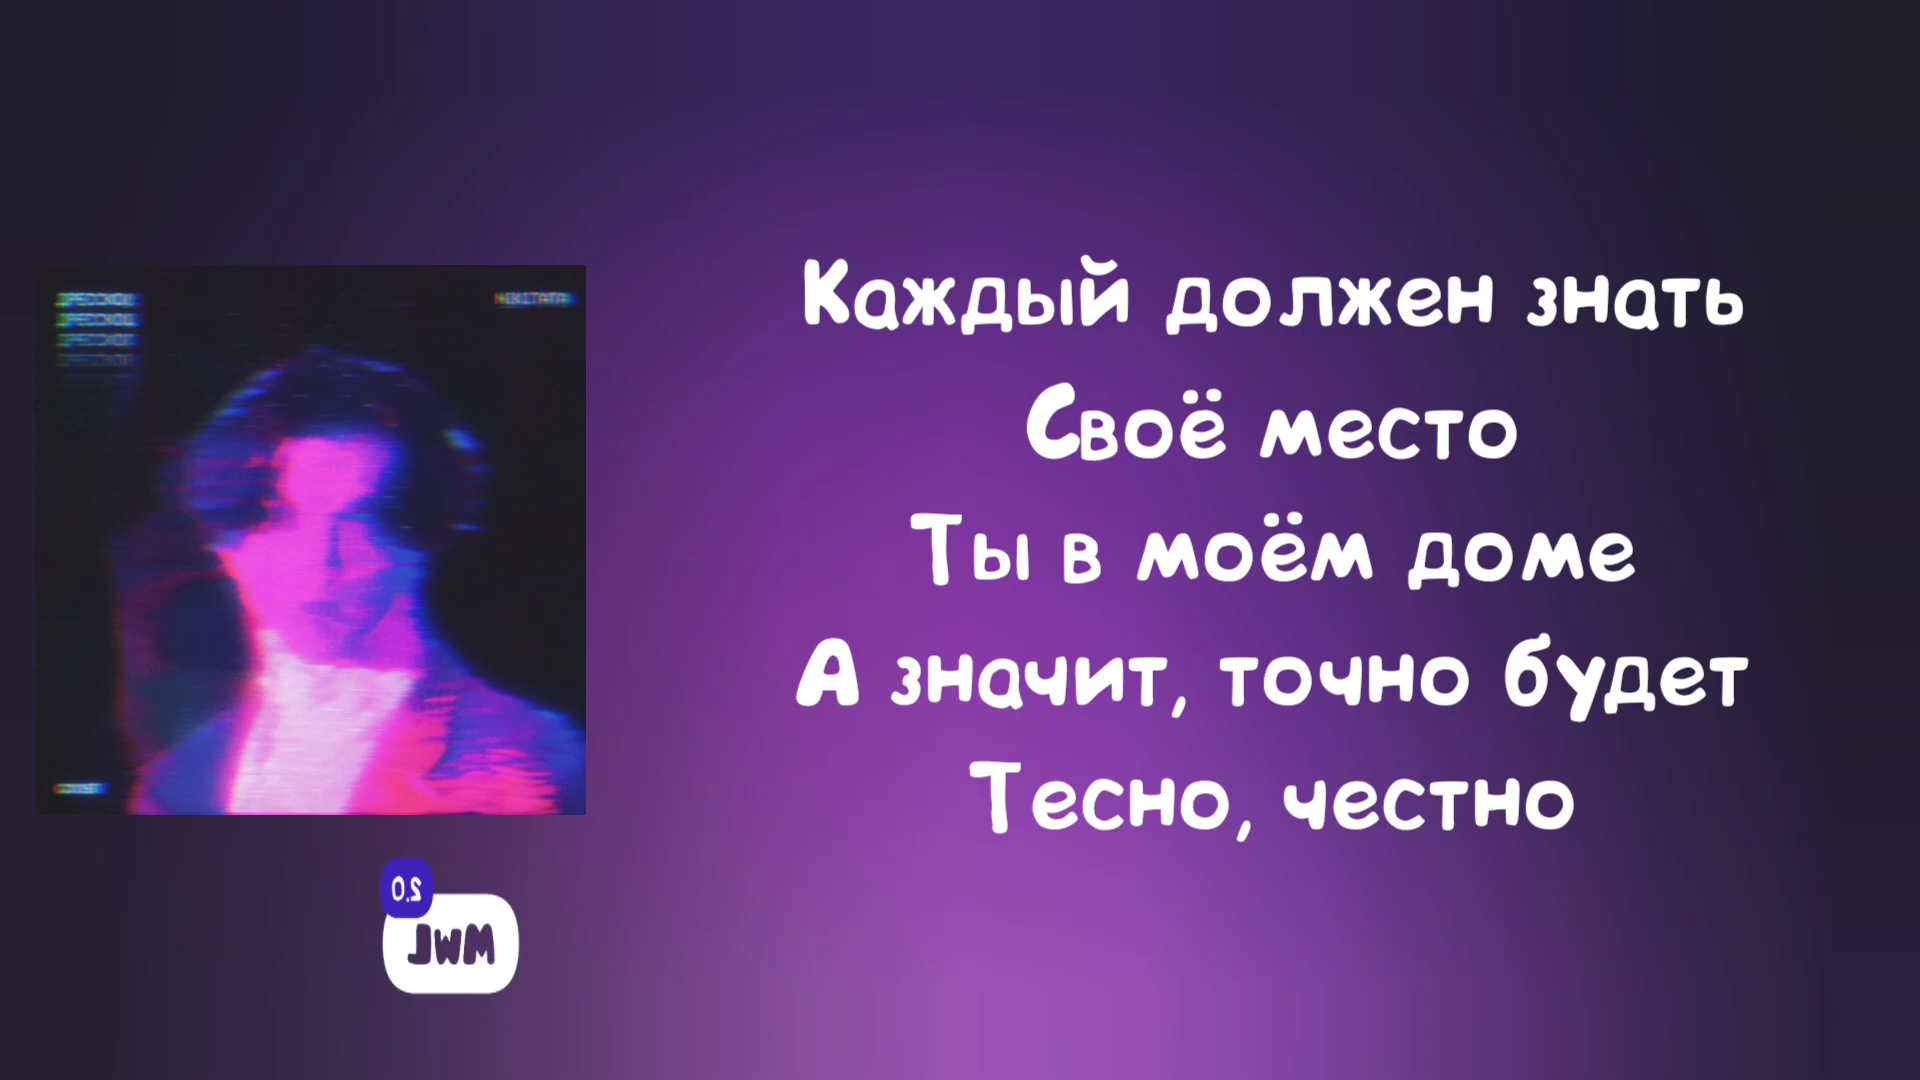 NIKITATA
Каждый должен знать
Своё место
Ты в моём доме
А значит, точно будет
Тесно, честно
2.0
JwM